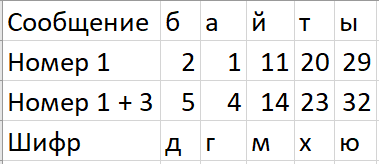 Сообщение б а й т ы
Номер 1 2 1 11 20 29
Номер 1 + 3 5 4 14 23 32
Шифр д г м х ю